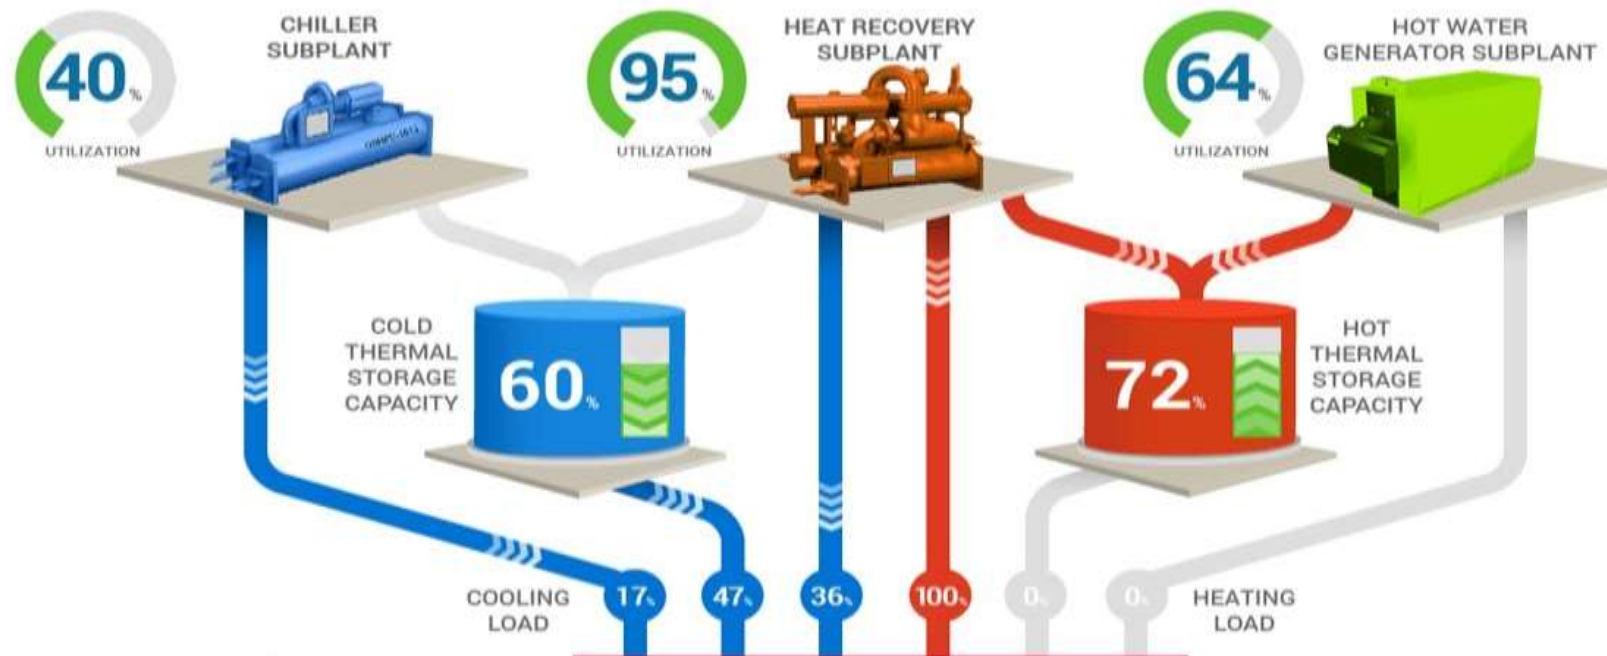 40%
UTILIZATION
CHILLER
SUBPLANT
95%
UTILIZATION
HEAT RECOVERY
SUBPLANT
64%
UTILIZATION
HOT WATER
GENERATOR SUBPLANT
COLD
THERMAL
STORAGE
CAPACITY
60%
72%
HOT
THERMAL
STORAGE
CAPACITY
COOLING
LOAD
17%
47%
36%
100%
0%
0%
HEATING
LOAD